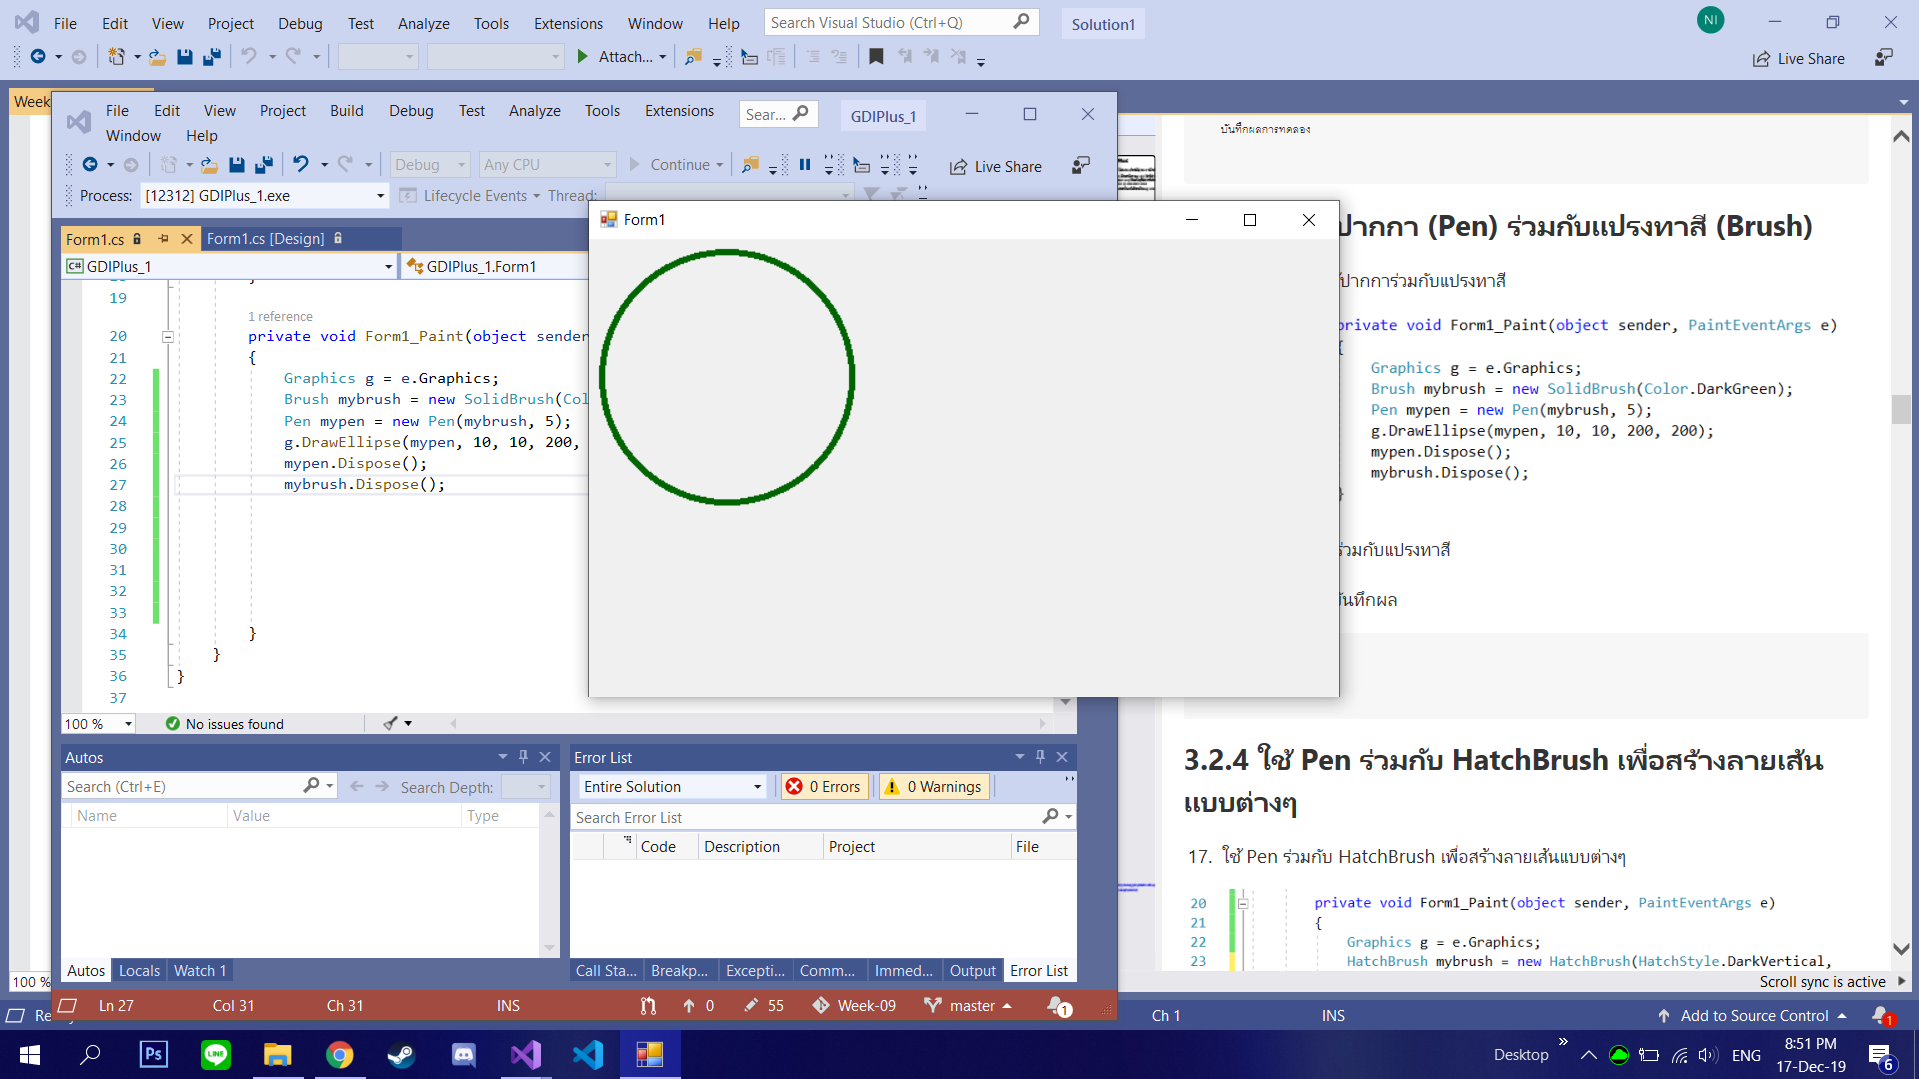 File Edit View Project Debug Test Analyze Tools Extensions Window Help Search Visual Studio (Ctrl+Q) Solution1 NI
Attach... Live Share
Week
File Edit View Project Build Debug Test Analyze Tools Extensions Sear... GDIPlus_1
Window Help
Debug Any CPU Continue Live Share
Process: [12312] GDIPlus_1.exe Lifecycle Events Thread:
Form1.cs Form1.cs [Design]
C# GDIPlus_1 GDIPlus_1.Form1
19
1 reference
20 private void Form1_Paint(object sender
21 {
22 Graphics g = e.Graphics;
23 Brush mybrush = new SolidBrush(Col
24 Pen mypen = new Pen(mybrush, 5);
25 g.DrawEllipse(mypen, 10, 10, 200,
26 mypen.Dispose();
27 mybrush.Dispose();
28
29
30
31
32
33
34 }
35 }
36 }
37
100 % No issues found
Form1
บันทึกผลการทดลอง
ปากกา (Pen) ร่วมกับแปรงทาสี (Brush)
ปากการ่วมกับแปรงทาสี
private void Form1_Paint(object sender, PaintEventArgs e)
{
Graphics g = e.Graphics;
Brush mybrush = new SolidBrush(Color.DarkGreen);
Pen mypen = new Pen(mybrush, 5);
g.DrawEllipse(mypen, 10, 10, 200, 200);
mypen.Dispose();
mybrush.Dispose();
}
ร่วมกับแปรงทาสี
บันทึกผล
3.2.4 ใช้ Pen ร่วมกับ HatchBrush เพื่อสร้างลายเส้น
แบบต่างๆ
17. ใช้ Pen ร่วมกับ HatchBrush เพื่อสร้างลายเส้นแบบต่างๆ
20 private void Form1_Paint(object sender, PaintEventArgs e)
21 {
22 Graphics g = e.Graphics;
23 HatchBrush mybrush = new HatchBrush(HatchStyle.DarkVertical,
Scroll sync is active
Autos
Search (Ctrl+E) Search Depth:
Name Value Type
Autos Locals Watch 1
Error List
Entire Solution 0 Errors 0 Warnings
Search Error List
Code Description Project File
Call Sta... Breakp... Excepti... Comm... Immed... Output Error List
100 %
Ln 27 Col 31 Ch 31 INS 0 55 Week-09 master 1
Re Ch 1 INS Add to Source Control 1
Ps LINE Desktop ENG 8:51 PM
17-Dec-19 6